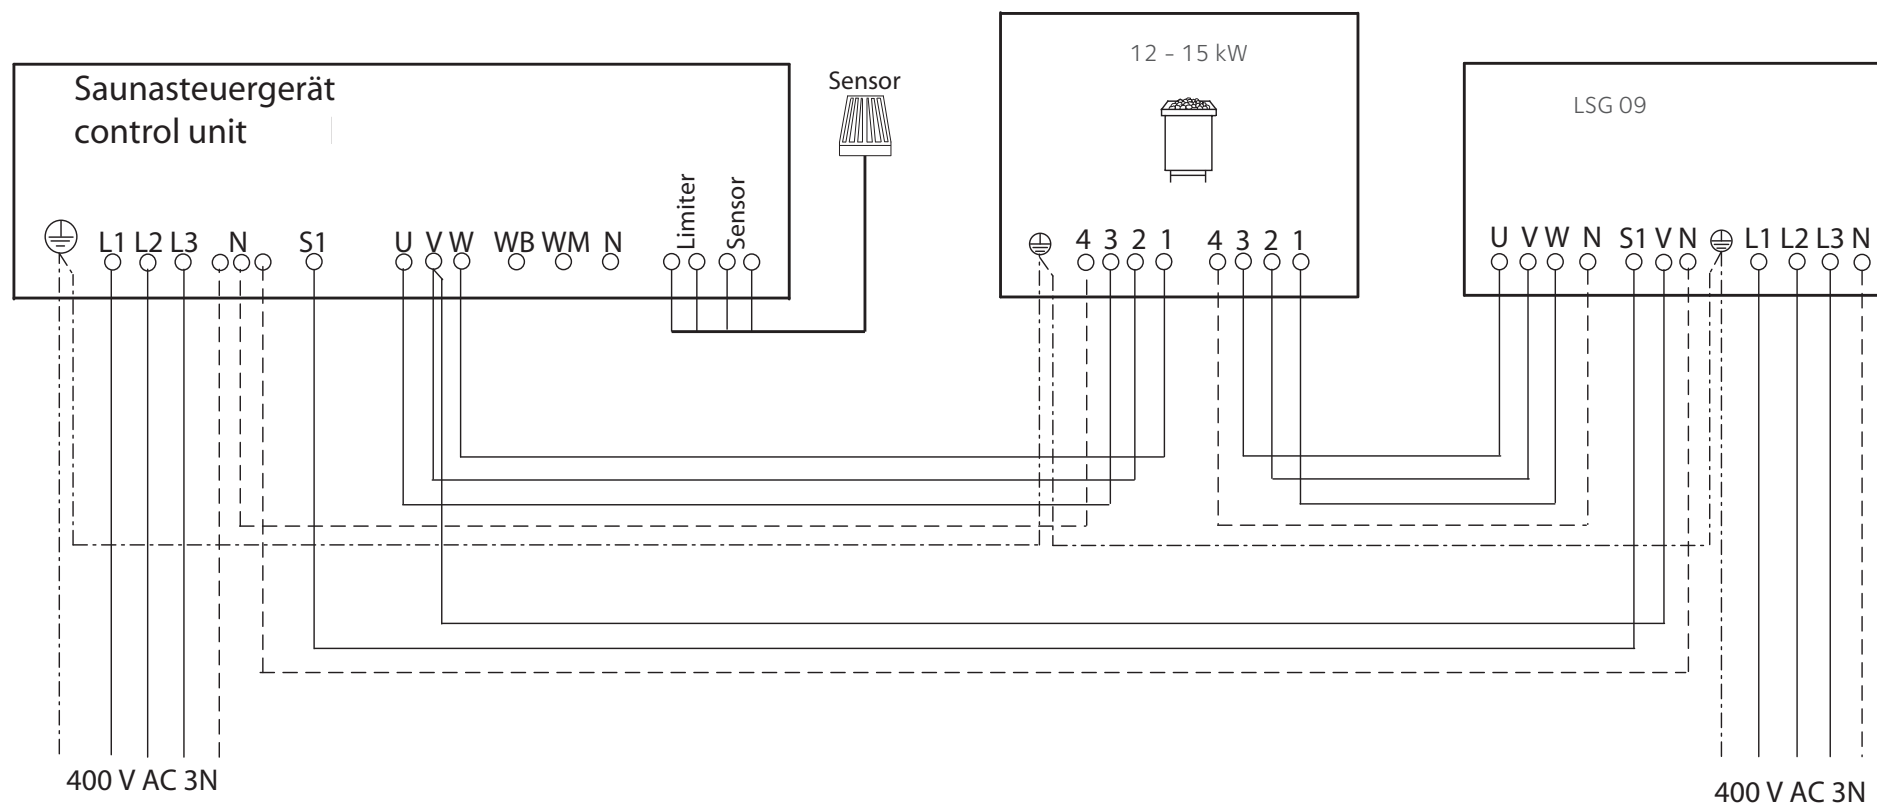 Saunasteuergerät
control unit
Sensor
12 – 15 kW
LSG 09
L1 L2 L3 N S1 U V W WB WM N
Limiter
Sensor
4 3 2 1 4 3 2 1
U V W N S1 V N L1 L2 L3 N
400 V AC 3N
400 V AC 3N